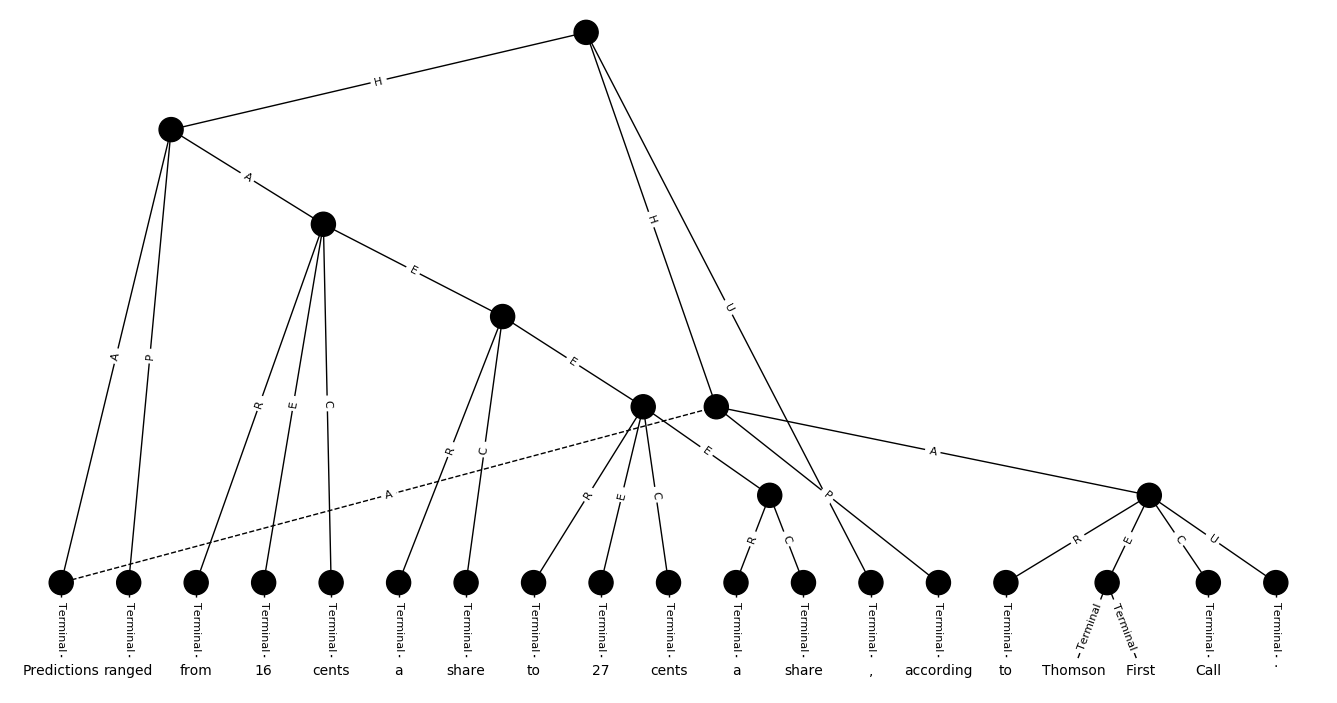 H
A
H
A
E
U
A
P
R
E
C
E
R
C
A
E
A
R
E
C
P
R
C
R
E
C
U
Terminal Terminal Terminal Terminal Terminal Terminal Terminal Terminal Terminal Terminal Terminal Terminal Terminal Terminal Terminal Terminal Terminal Terminal Terminal
Predictions ranged from 16 cents a share to 27 cents a share , according to Thomson First Call .